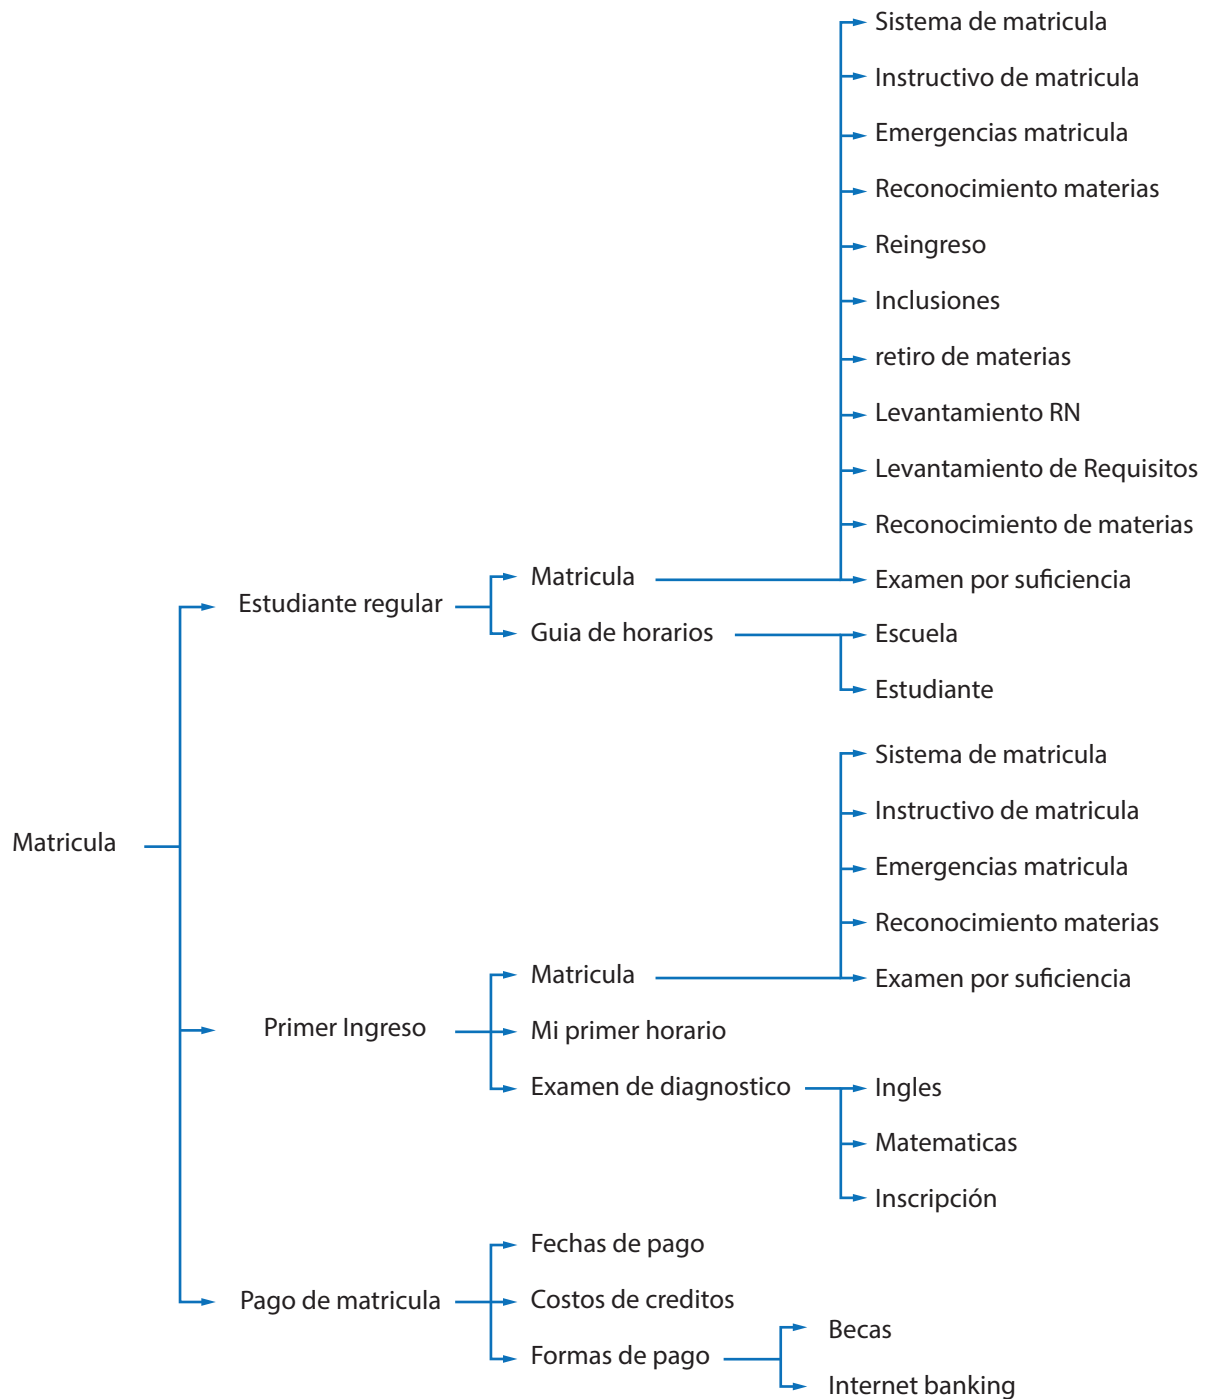 Sistema de matricula
Instructivo de matricula
Emergencias matricula
Reconocimiento materias
Reingreso
Inclusiones
retiro de materias
Levantamiento RN
Levantamiento de Requisitos
Reconocimiento de materias
Matricula
Examen por suficiencia
Estudiante regular
Guia de horarios
Escuela
Estudiante
Sistema de matricula
Instructivo de matricula
Matricula
Emergencias matricula
Reconocimiento materias
Matricula
Examen por suficiencia
Primer Ingreso
Mi primer horario
Examen de diagnostico
Ingles
Matematicas
Inscripción
Fechas de pago
Pago de matricula
Costos de creditos
Formas de pago
Becas
Internet banking